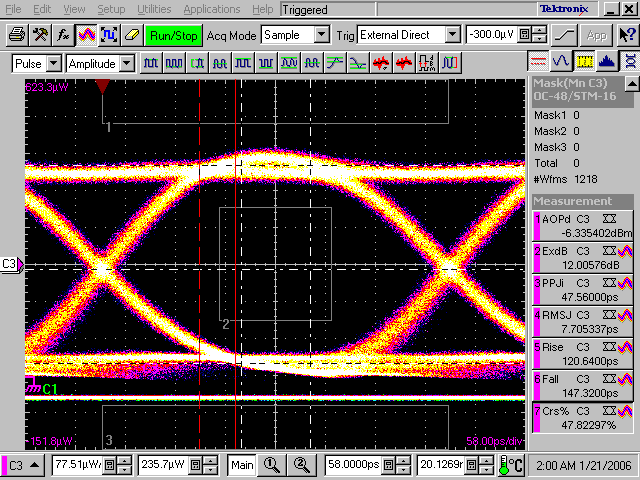 File Edit View Setup Utilities Applications Help Triggered Tektronix
Run/Stop Acq Mode Sample Trig External Direct -300.0µV App
Pulse Amplitude
623.3µW
1
2
3
C3
C1
-151.8µW
58.00ps/div
Mask(Mn C3)
OC-48/STM-16
Mask1 0
Mask2 0
Mask3 0
Total 0
#Wfms 1218
Measurement
1 AOPd C3
-6.335402dBm
2 ExdB C3
12.00576dB
3 PPJi C3
47.56000ps
4 RMSJ C3
7.705337ps
5 Rise C3
120.6400ps
6 Fall C3
147.3200ps
7 Crs% C3
47.82297%
C3 77.51µW/ 235.7µW Main 1 2 58.0000ps 20.1269n °C 2:00 AM 1/21/2006